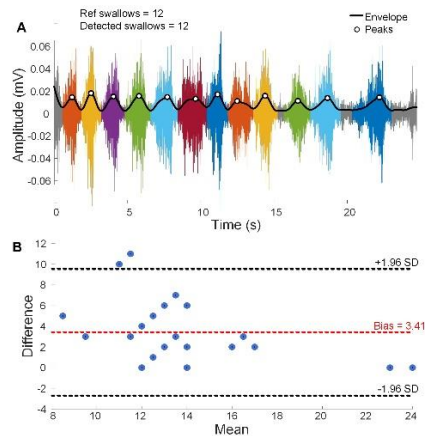 Ref swallows = 12
Detected swallows = 12
Envelope
Peaks
A
Amplitude (mV)
0.06
0.04
0.02
0
-0.02
-0.04
-0.06
0 5 10 15 20
Time (s)
B
Difference
12
10
8
6
4
2
0
-2
-4
+1.96 SD
Bias = 3.41
-1.96 SD
8 10 12 14 16 18 20 22 24
Mean